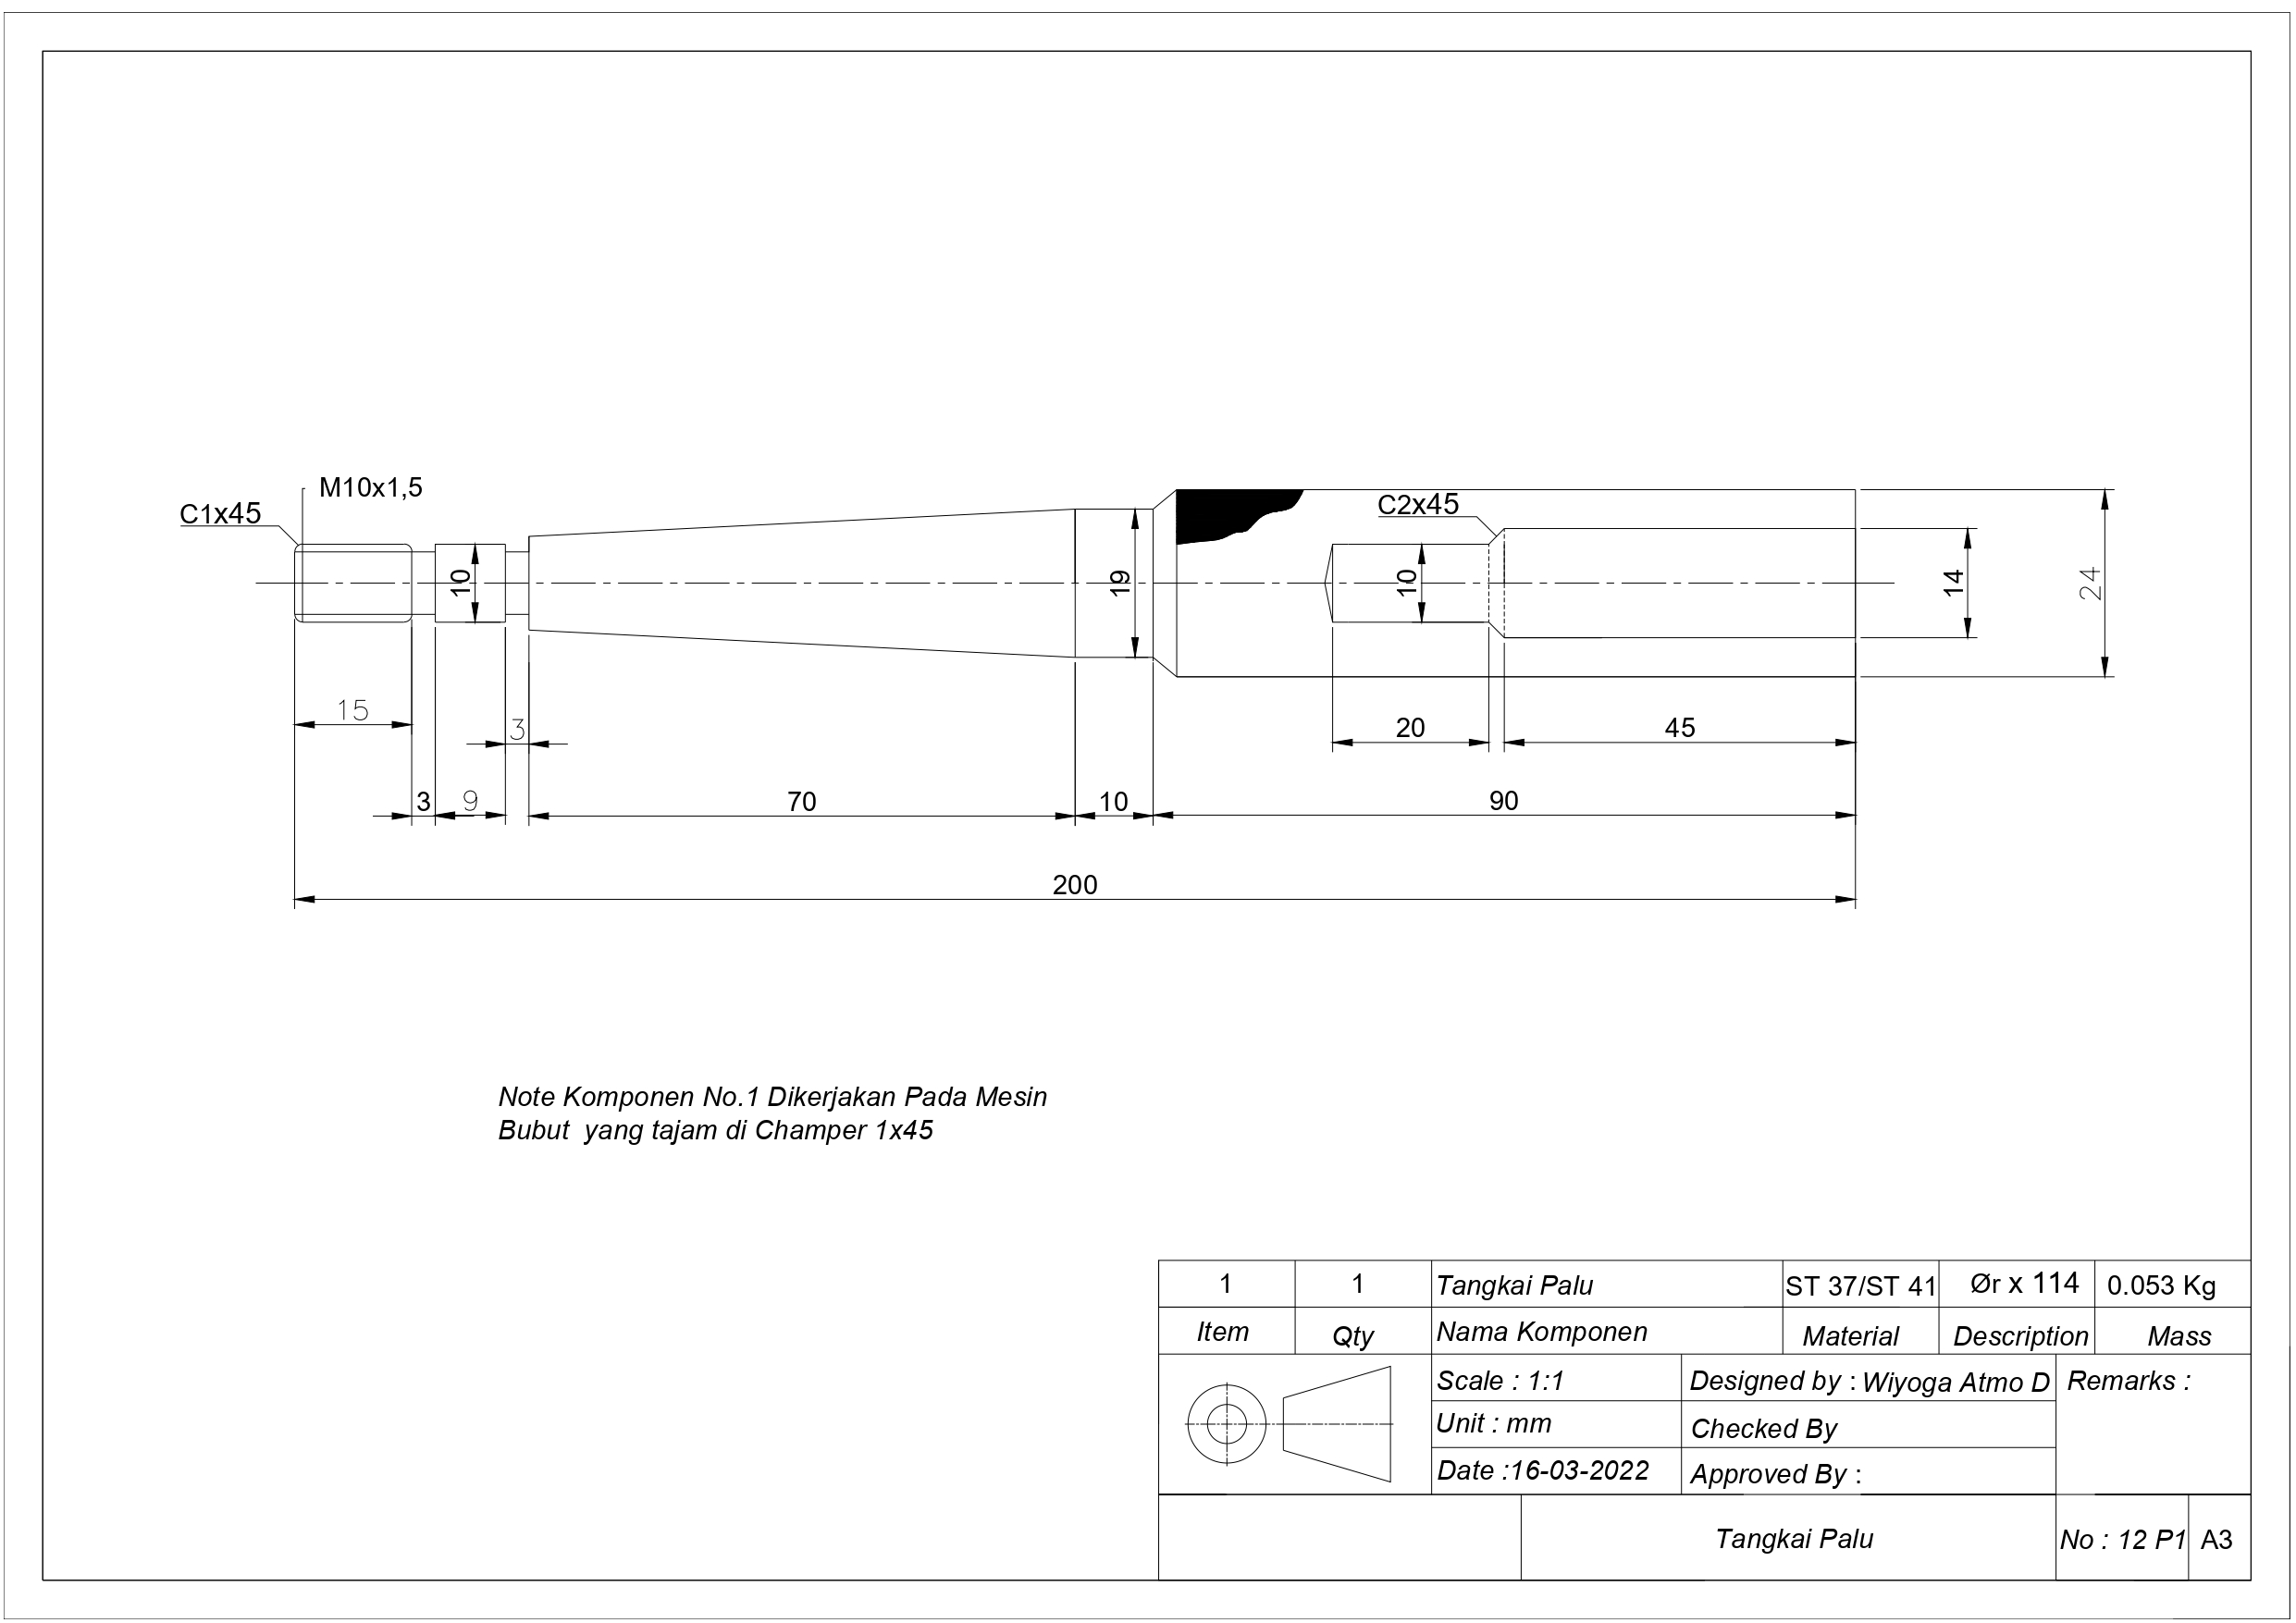 M10x1,5
C1x45
C2x45
10
19
10
14
24
15
3
20
45
3
9
70
10
90
200
Note Komponen No.1 Dikerjakan Pada Mesin
Bubut yang tajam di Champer 1x45
1 1 Tangkai Palu ST 37/ST 41 Ør x 114 0.053 Kg
Item Qty Nama Komponen Material Description Mass
Scale : 1:1 Designed by : Wiyoga Atmo D Remarks :
Unit : mm Checked By
Date :16-03-2022 Approved By :
Tangkai Palu No : 12 P1 A3